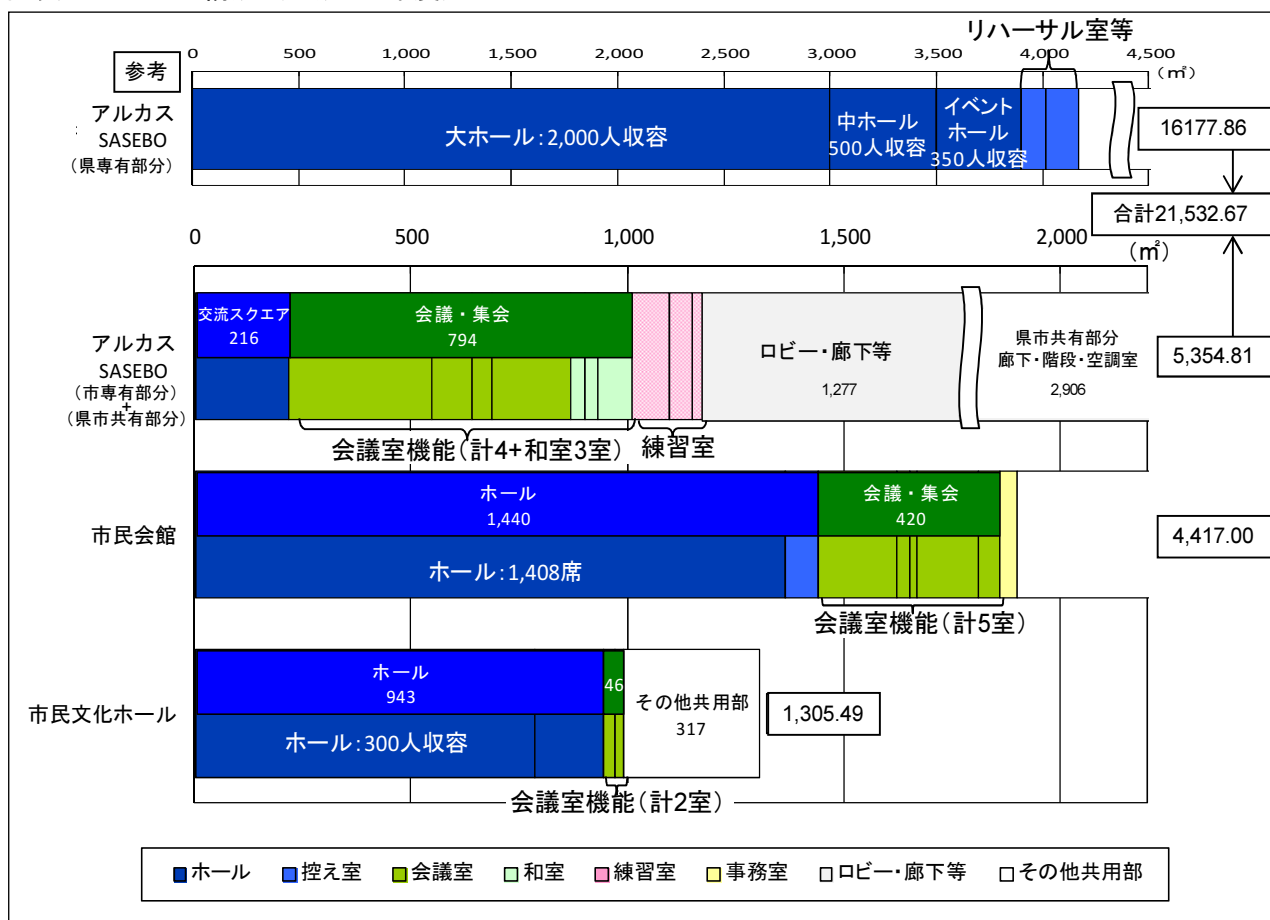 リハーサル室等
0 500 1,000 1,500 2,000 2,500 3,000 3,500 4,000 4,500
(㎡)
参考
アルカス
SASEBO
(県専有部分)
大ホール:2,000人収容
中ホール
500人収容
イベント
ホール
350人収容
16177.86
合計21,532.67
0 500 1,000 1,500 2,000
(㎡)
アルカス
SASEBO
(市専有部分)
+
(県市共有部分)
交流スクエア
216
会議・集会
794
ロビー・廊下等
1,277
県市共有部分
廊下・階段・空調室
2,906
5,354.81
会議室機能(計4+和室3室)
練習室
市民会館
ホール
1,440
会議・集会
420
ホール:1,408席
4,417.00
会議室機能(計5室)
市民文化ホール
ホール
943
46
その他共用部
317
ホール:300人収容
1,305.49
会議室機能(計2室)
ホール 控え室 会議室 和室 練習室 事務室 ロビー・廊下等 その他共用部